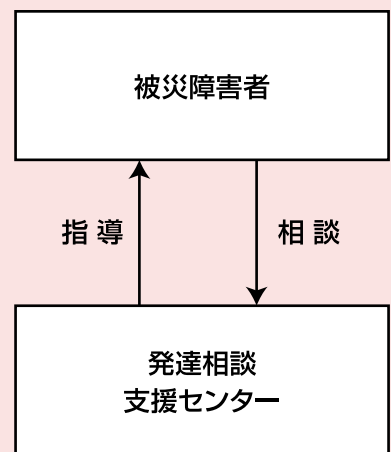 被災障害者
指導
相談
発達相談
支援センター